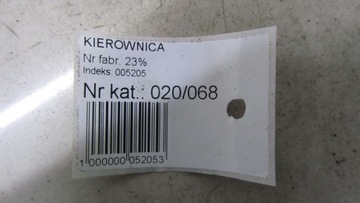 KIEROWNICA
Nr fabr. 23%
Indeks: 005205
Nr kat.: 020/068
1 000000 052053